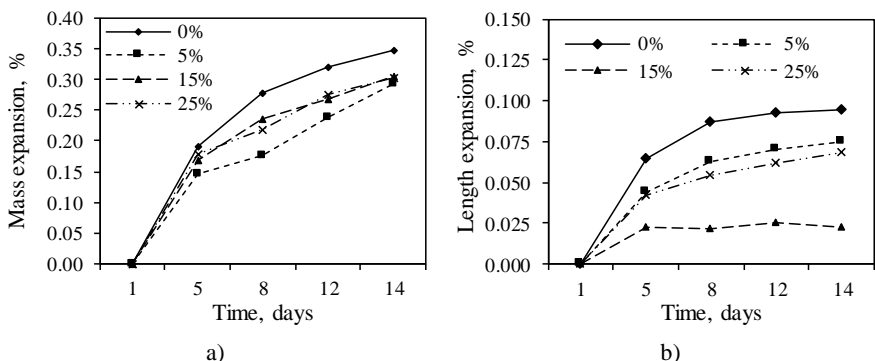 0.40
0.35
0.30
0.25
0.20
0.15
0.10
0.05
0.00
Mass expansion, %
0%
5%
15%
25%
1 5 8 12 14
Time, days
a)
0.150
0.125
0.100
0.075
0.050
0.025
0.000
Length expansion, %
0% 5%
15% 25%
1 5 8 12 14
Time, days
b)